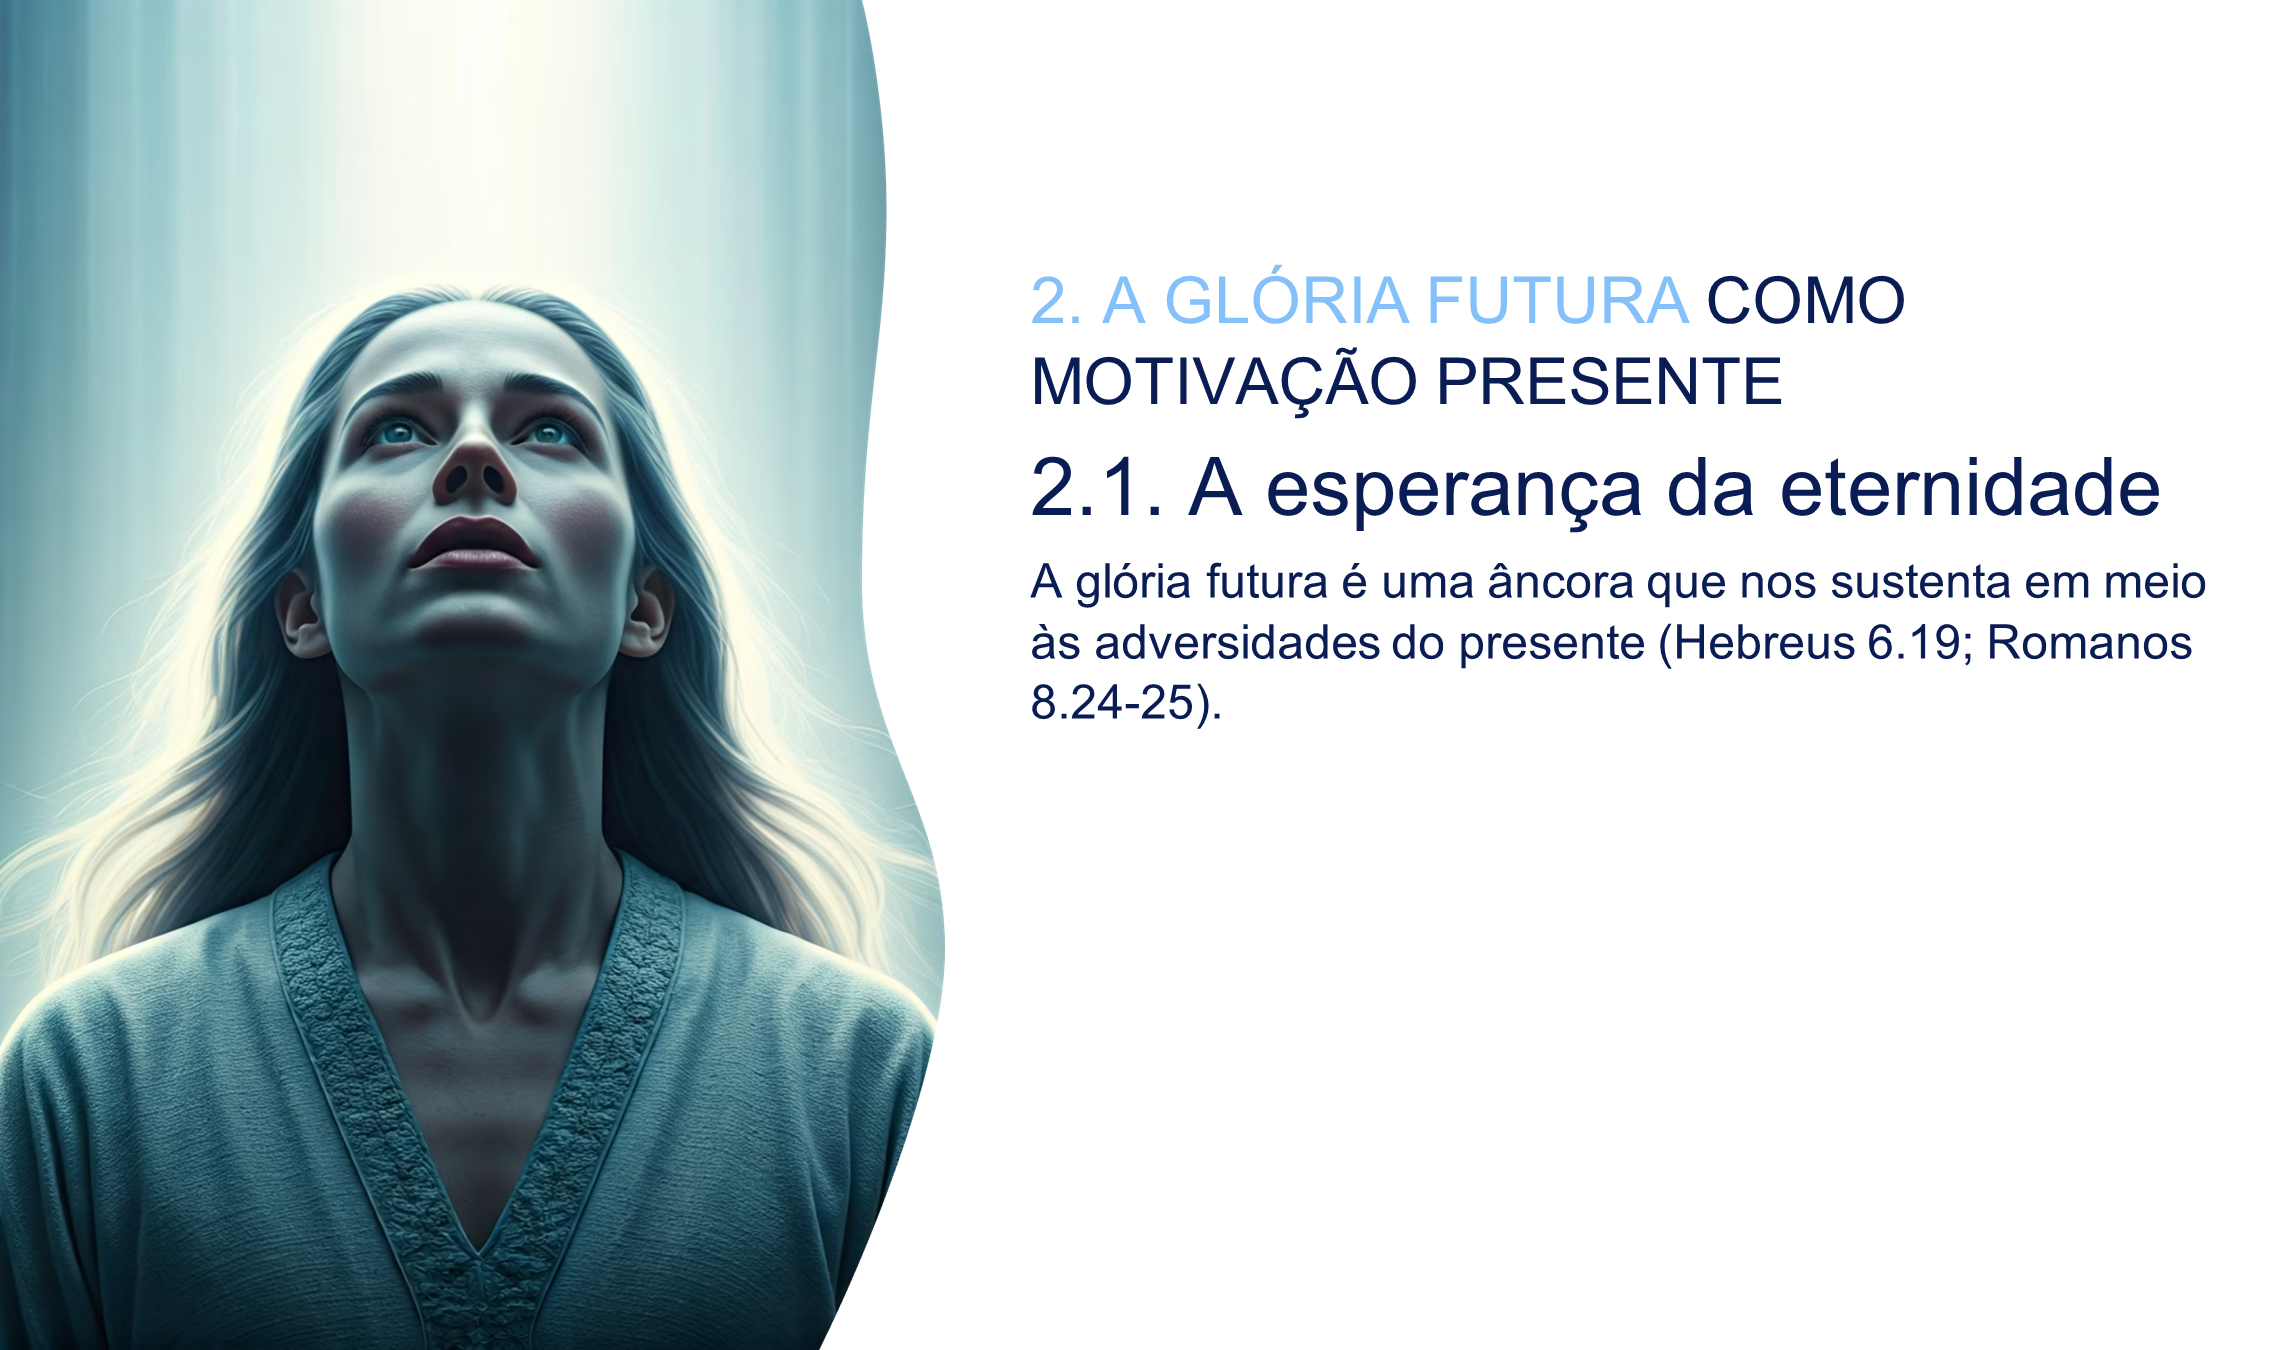 2. A GLÓRIA FUTURA COMO
MOTIVAÇÃO PRESENTE
2.1. A esperança da eternidade
A glória futura é uma âncora que nos sustenta em meio
às adversidades do presente (Hebreus 6.19; Romanos
8.24-25).